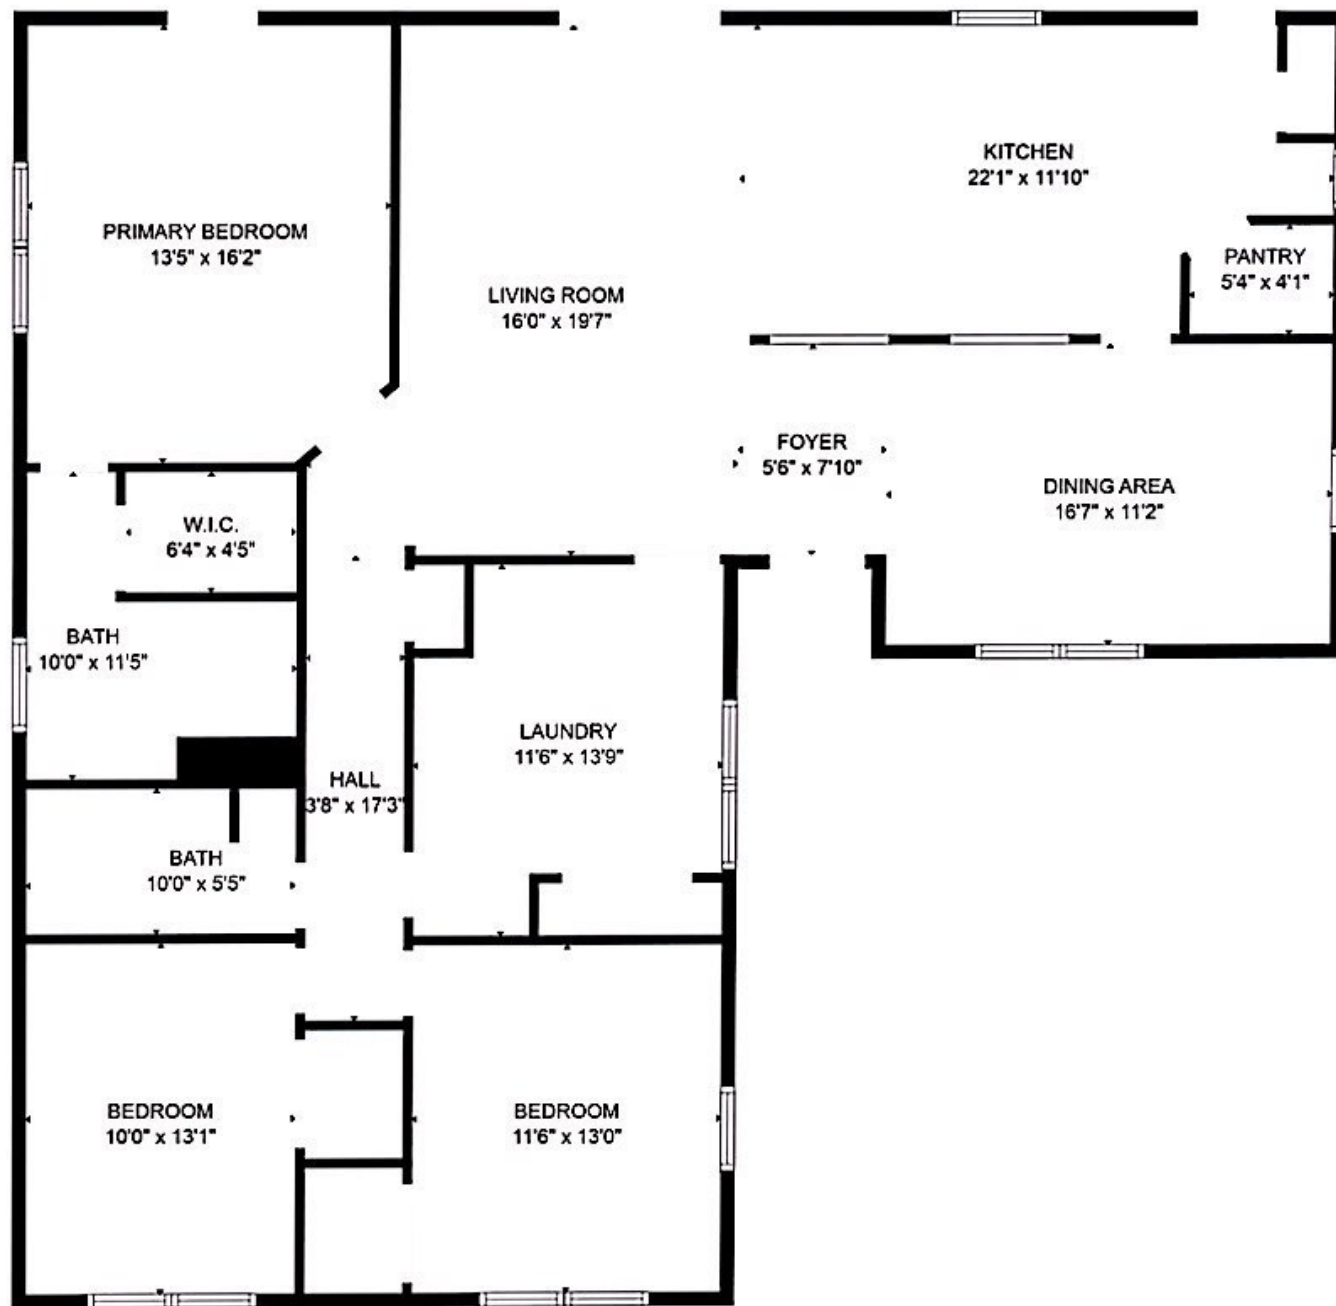 KITCHEN
22'1" x 11'10"
PRIMARY BEDROOM
13'5" x 16'2"
PANTRY
5'4" x 4'1"
LIVING ROOM
16'0" x 19'7"
FOYER
5'6" x 7'10"
DINING AREA
16'7" x 11'2"
W.I.C.
6'4" x 4'5"
BATH
10'0" x 11'5"
LAUNDRY
11'6" x 13'9"
HALL
3'8" x 17'3"
BATH
10'0" x 5'5"
BEDROOM
10'0" x 13'1"
BEDROOM
11'6" x 13'0"